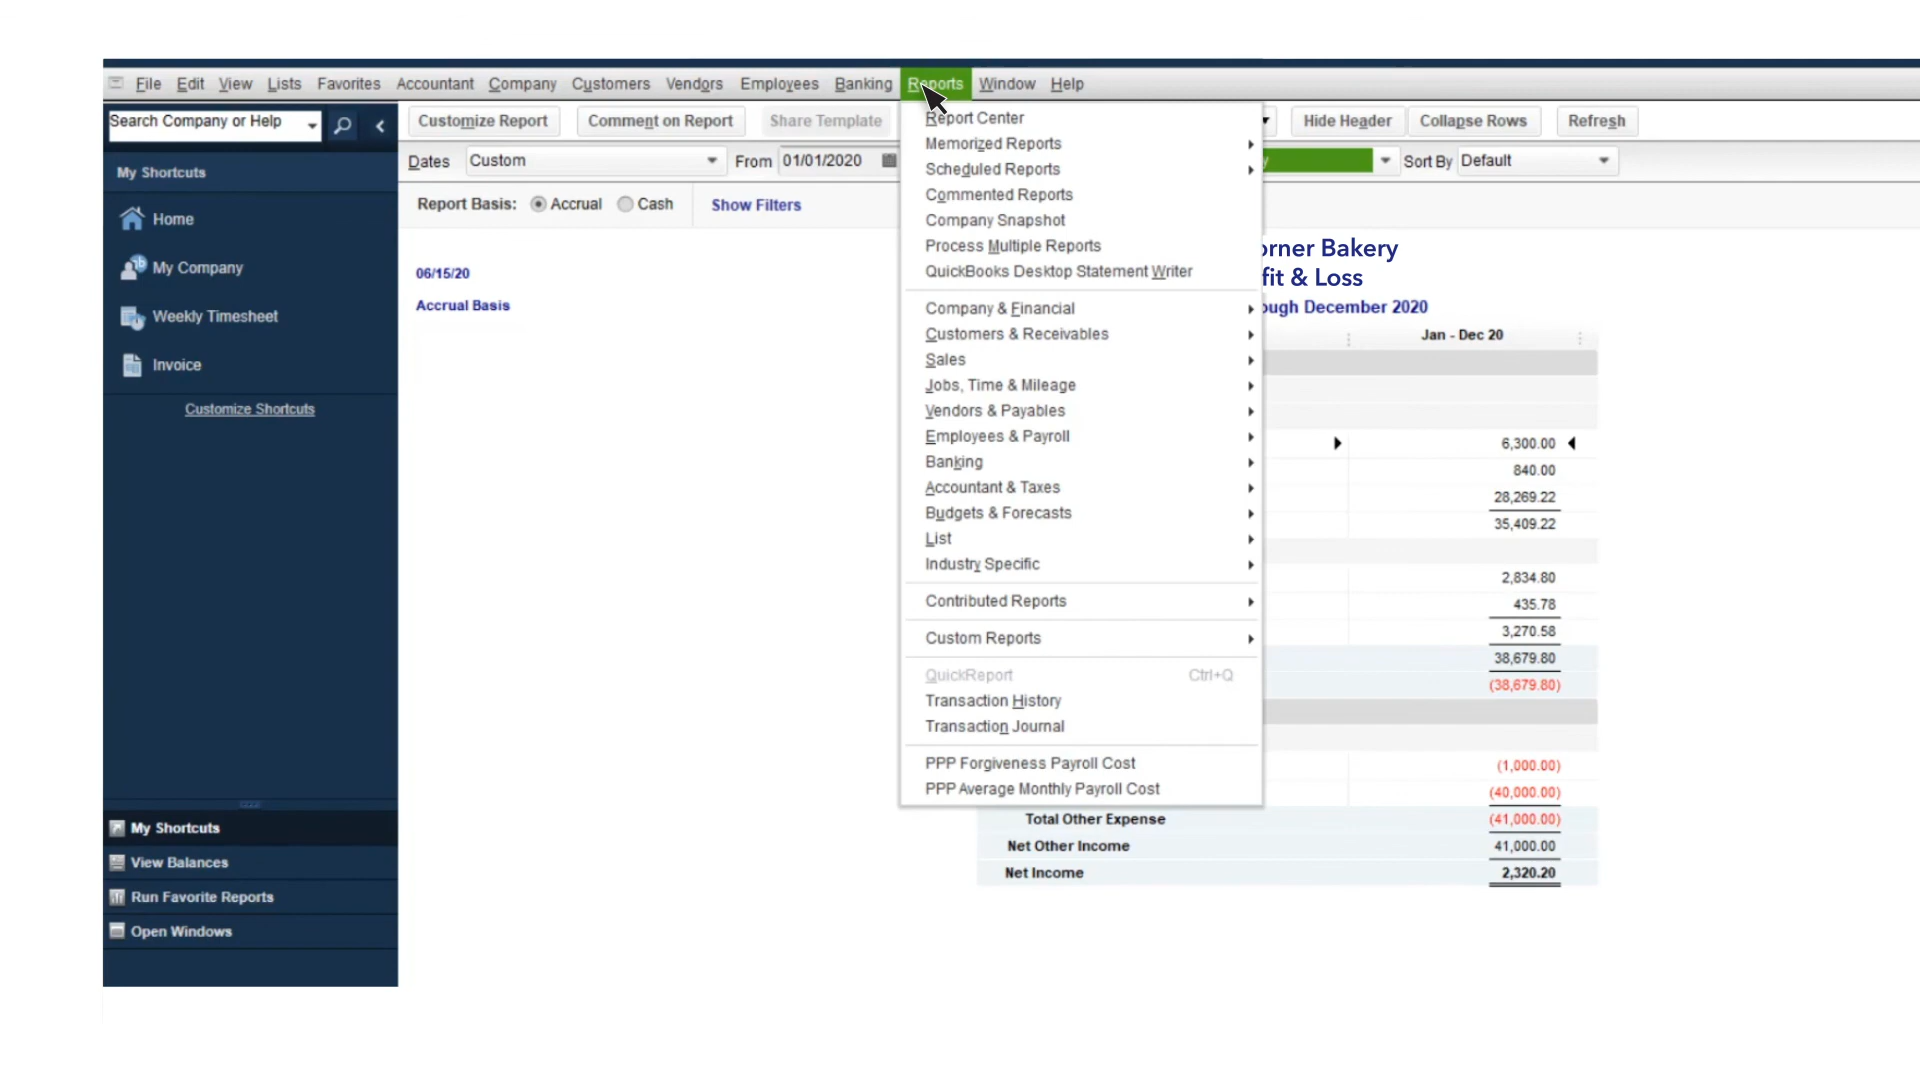 File Edit View Lists Favorites Accountant Company Customers Vendors Employees Banking Reports Window Help
Search Company or Help
Customize Report Comment on Report Share Template Hide Header Collapse Rows Refresh
Dates Custom From 01/01/2020 Sort By Default
Report Basis: Accrual Cash Show Filters
My Shortcuts
Home
My Company
Weekly Timesheet
Invoice
Customize Shortcuts
My Shortcuts
View Balances
Run Favorite Reports
Open Windows
06/15/20
Accrual Basis
Report Center
Memorized Reports
Scheduled Reports
Commented Reports
Company Snapshot
Process Multiple Reports
QuickBooks Desktop Statement Writer
Company & Financial
Customers & Receivables
Sales
Jobs, Time & Mileage
Vendors & Payables
Employees & Payroll
Banking
Accountant & Taxes
Budgets & Forecasts
List
Industry Specific
Contributed Reports
Custom Reports
QuickReport Ctrl+Q
Transaction History
Transaction Journal
PPP Forgiveness Payroll Cost
PPP Average Monthly Payroll Cost
Bakery
& Loss
December 2020
Jan - Dec 20
6,300.00
840.00
28,269.22
35,409.22
2,834.80
435.78
3,270.58
38,679.80
(38,679.80)
(1,000.00)
(40,000.00)
Total Other Expense (41,000.00)
Net Other Income 41,000.00
Net Income 2,320.20